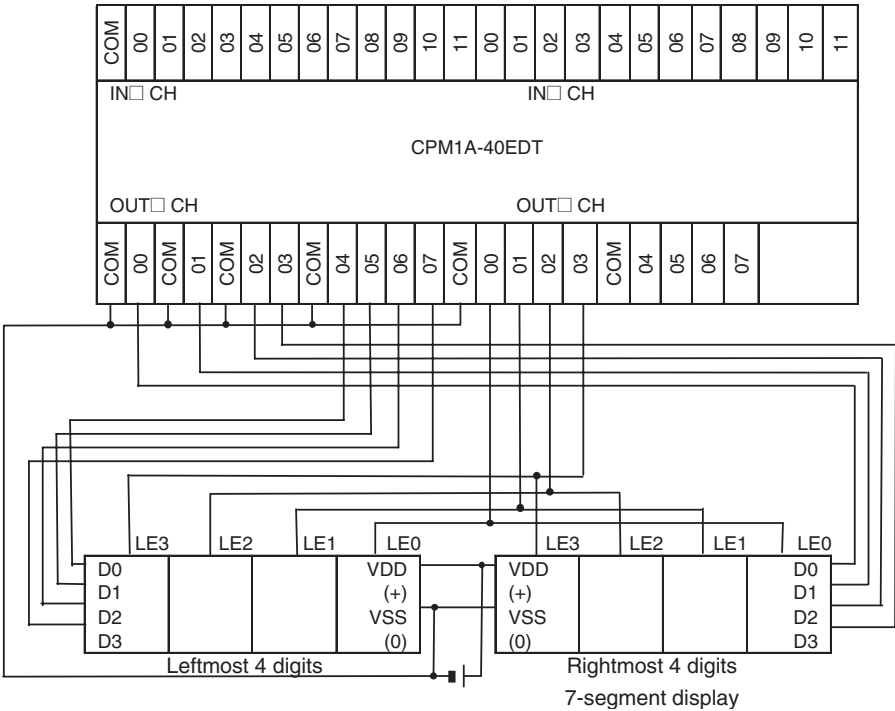 COM 00 01 02 03 04 05 06 07 08 09 10 11 00 01 02 03 04 05 06 07 08 09 10 11
IN□ CH IN□ CH
CPM1A-40EDT
OUT□ CH OUT□ CH
COM 00 COM 01 COM 02 03 COM 04 05 06 07 COM 00 01 02 03 COM 04 05 06 07
LE3 LE2 LE1 LE0 LE3 LE2 LE1 LE0
D0 VDD VDD D0
D1 (+) (+) D1
D2 VSS VSS D2
D3 (0) (0) D3
Leftmost 4 digits Rightmost 4 digits
7-segment display